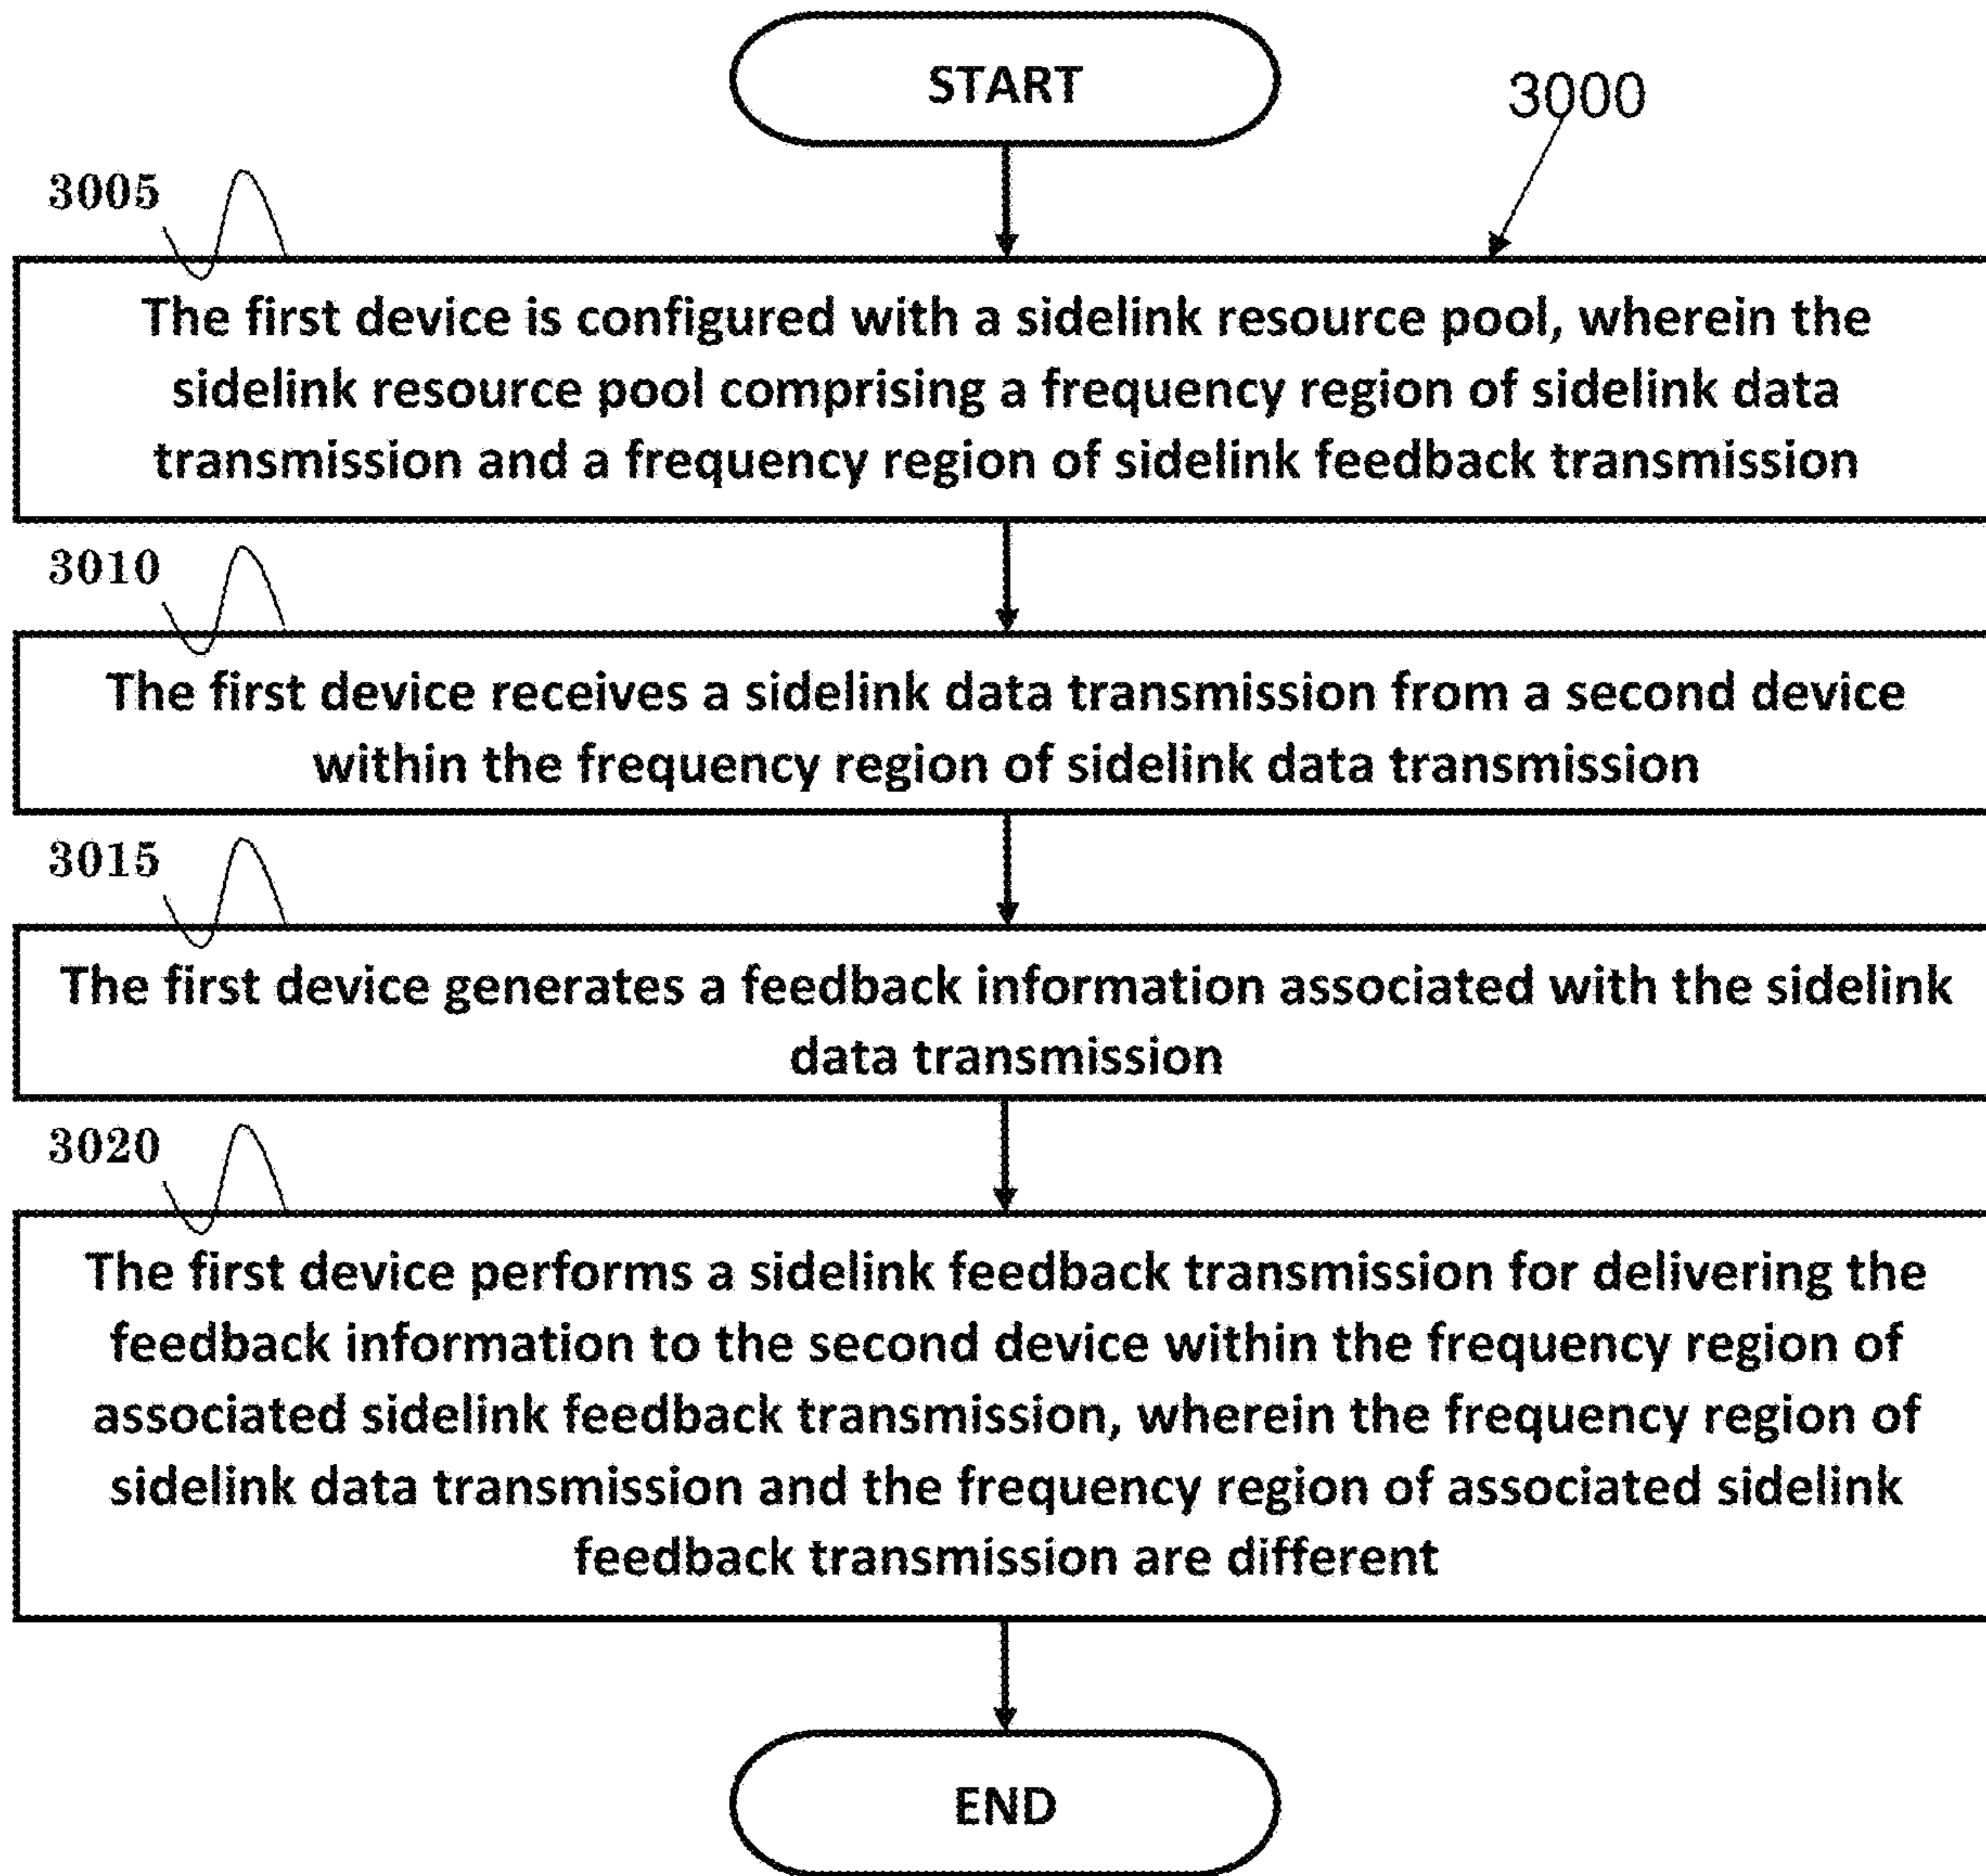 START
3000
3005
The first device is configured with a sidelink resource pool, wherein the
sidelink resource pool comprising a frequency region of sidelink data
transmission and a frequency region of sidelink feedback transmission
3010
The first device receives a sidelink data transmission from a second device
within the frequency region of sidelink data transmission
3015
The first device generates a feedback information associated with the sidelink
data transmission
3020
The first device performs a sidelink feedback transmission for delivering the
feedback information to the second device within the frequency region of
associated sidelink feedback transmission, wherein the frequency region of
sidelink data transmission and the frequency region of associated sidelink
feedback transmission are different
END